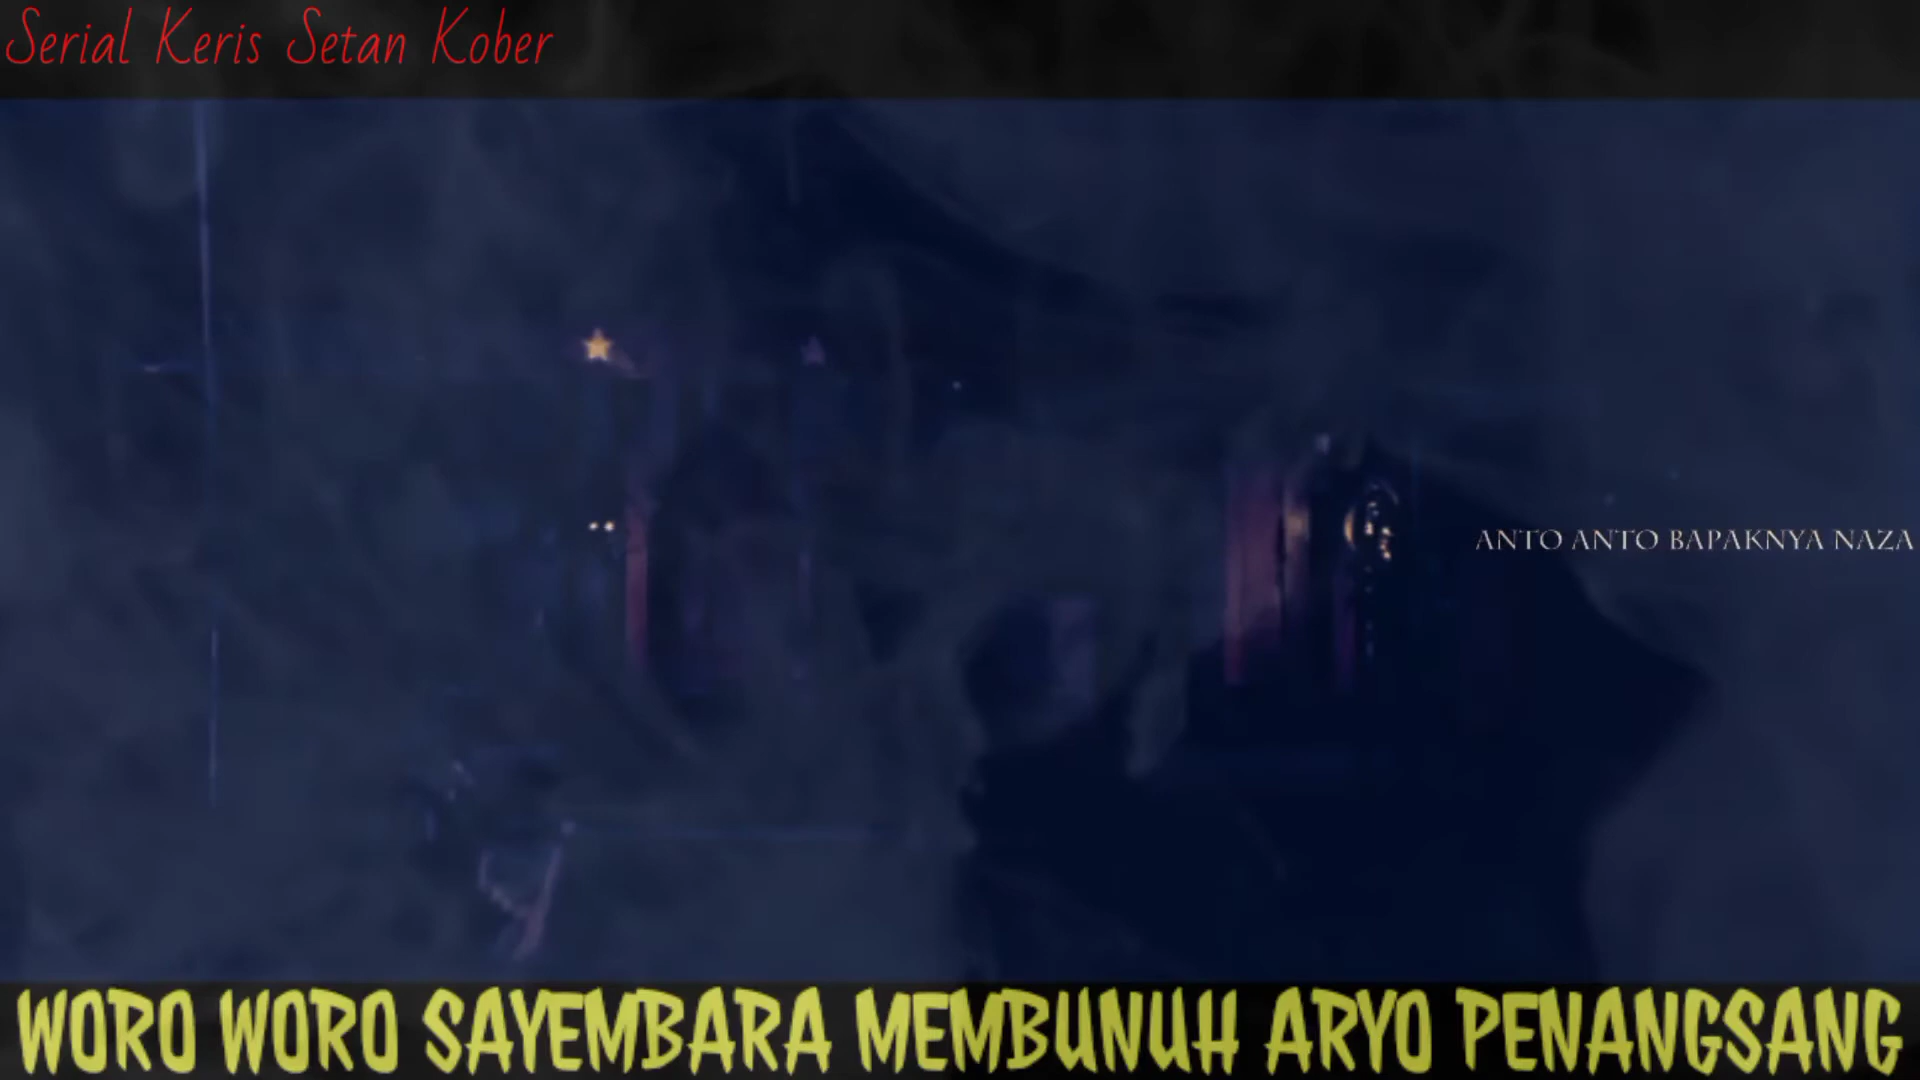 Serial Keris Setan Kober
ANTO ANTO BAPAKNYA NAZA
WORO WORO SAYEMBARA MEMBUNUH ARYO PENANGSANG